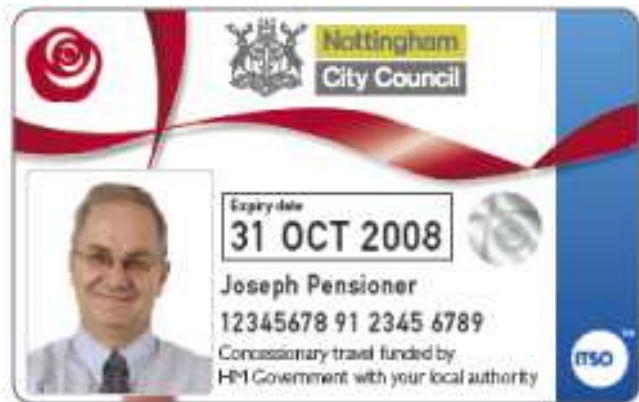 Nottingham
City Council
Expiry date
31 OCT 2008
Joseph Pensioner
12345678 91 2345 6789
Concessionary travel funded by
HM Government with your local authority
ITSO